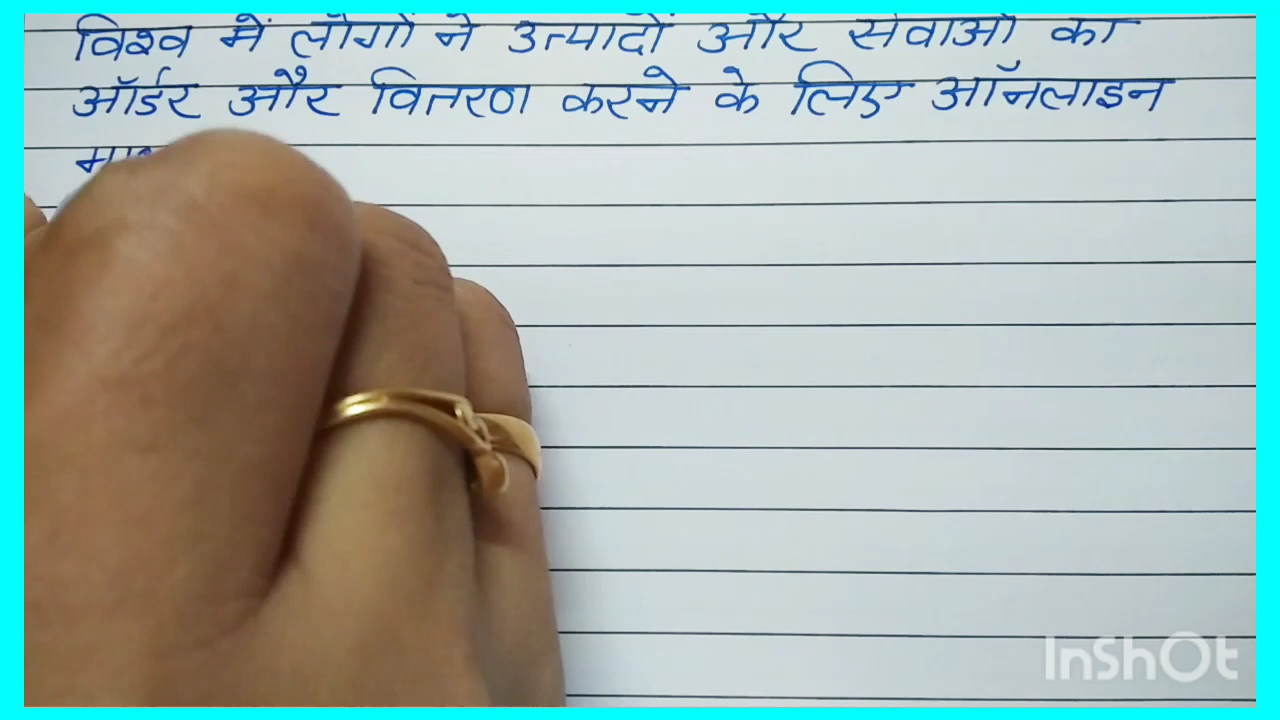 विश्व में लोगों ने उत्पादों और सेवाओं का
ऑर्डर और वितरण करने के लिए ऑनलाइन
InShOt